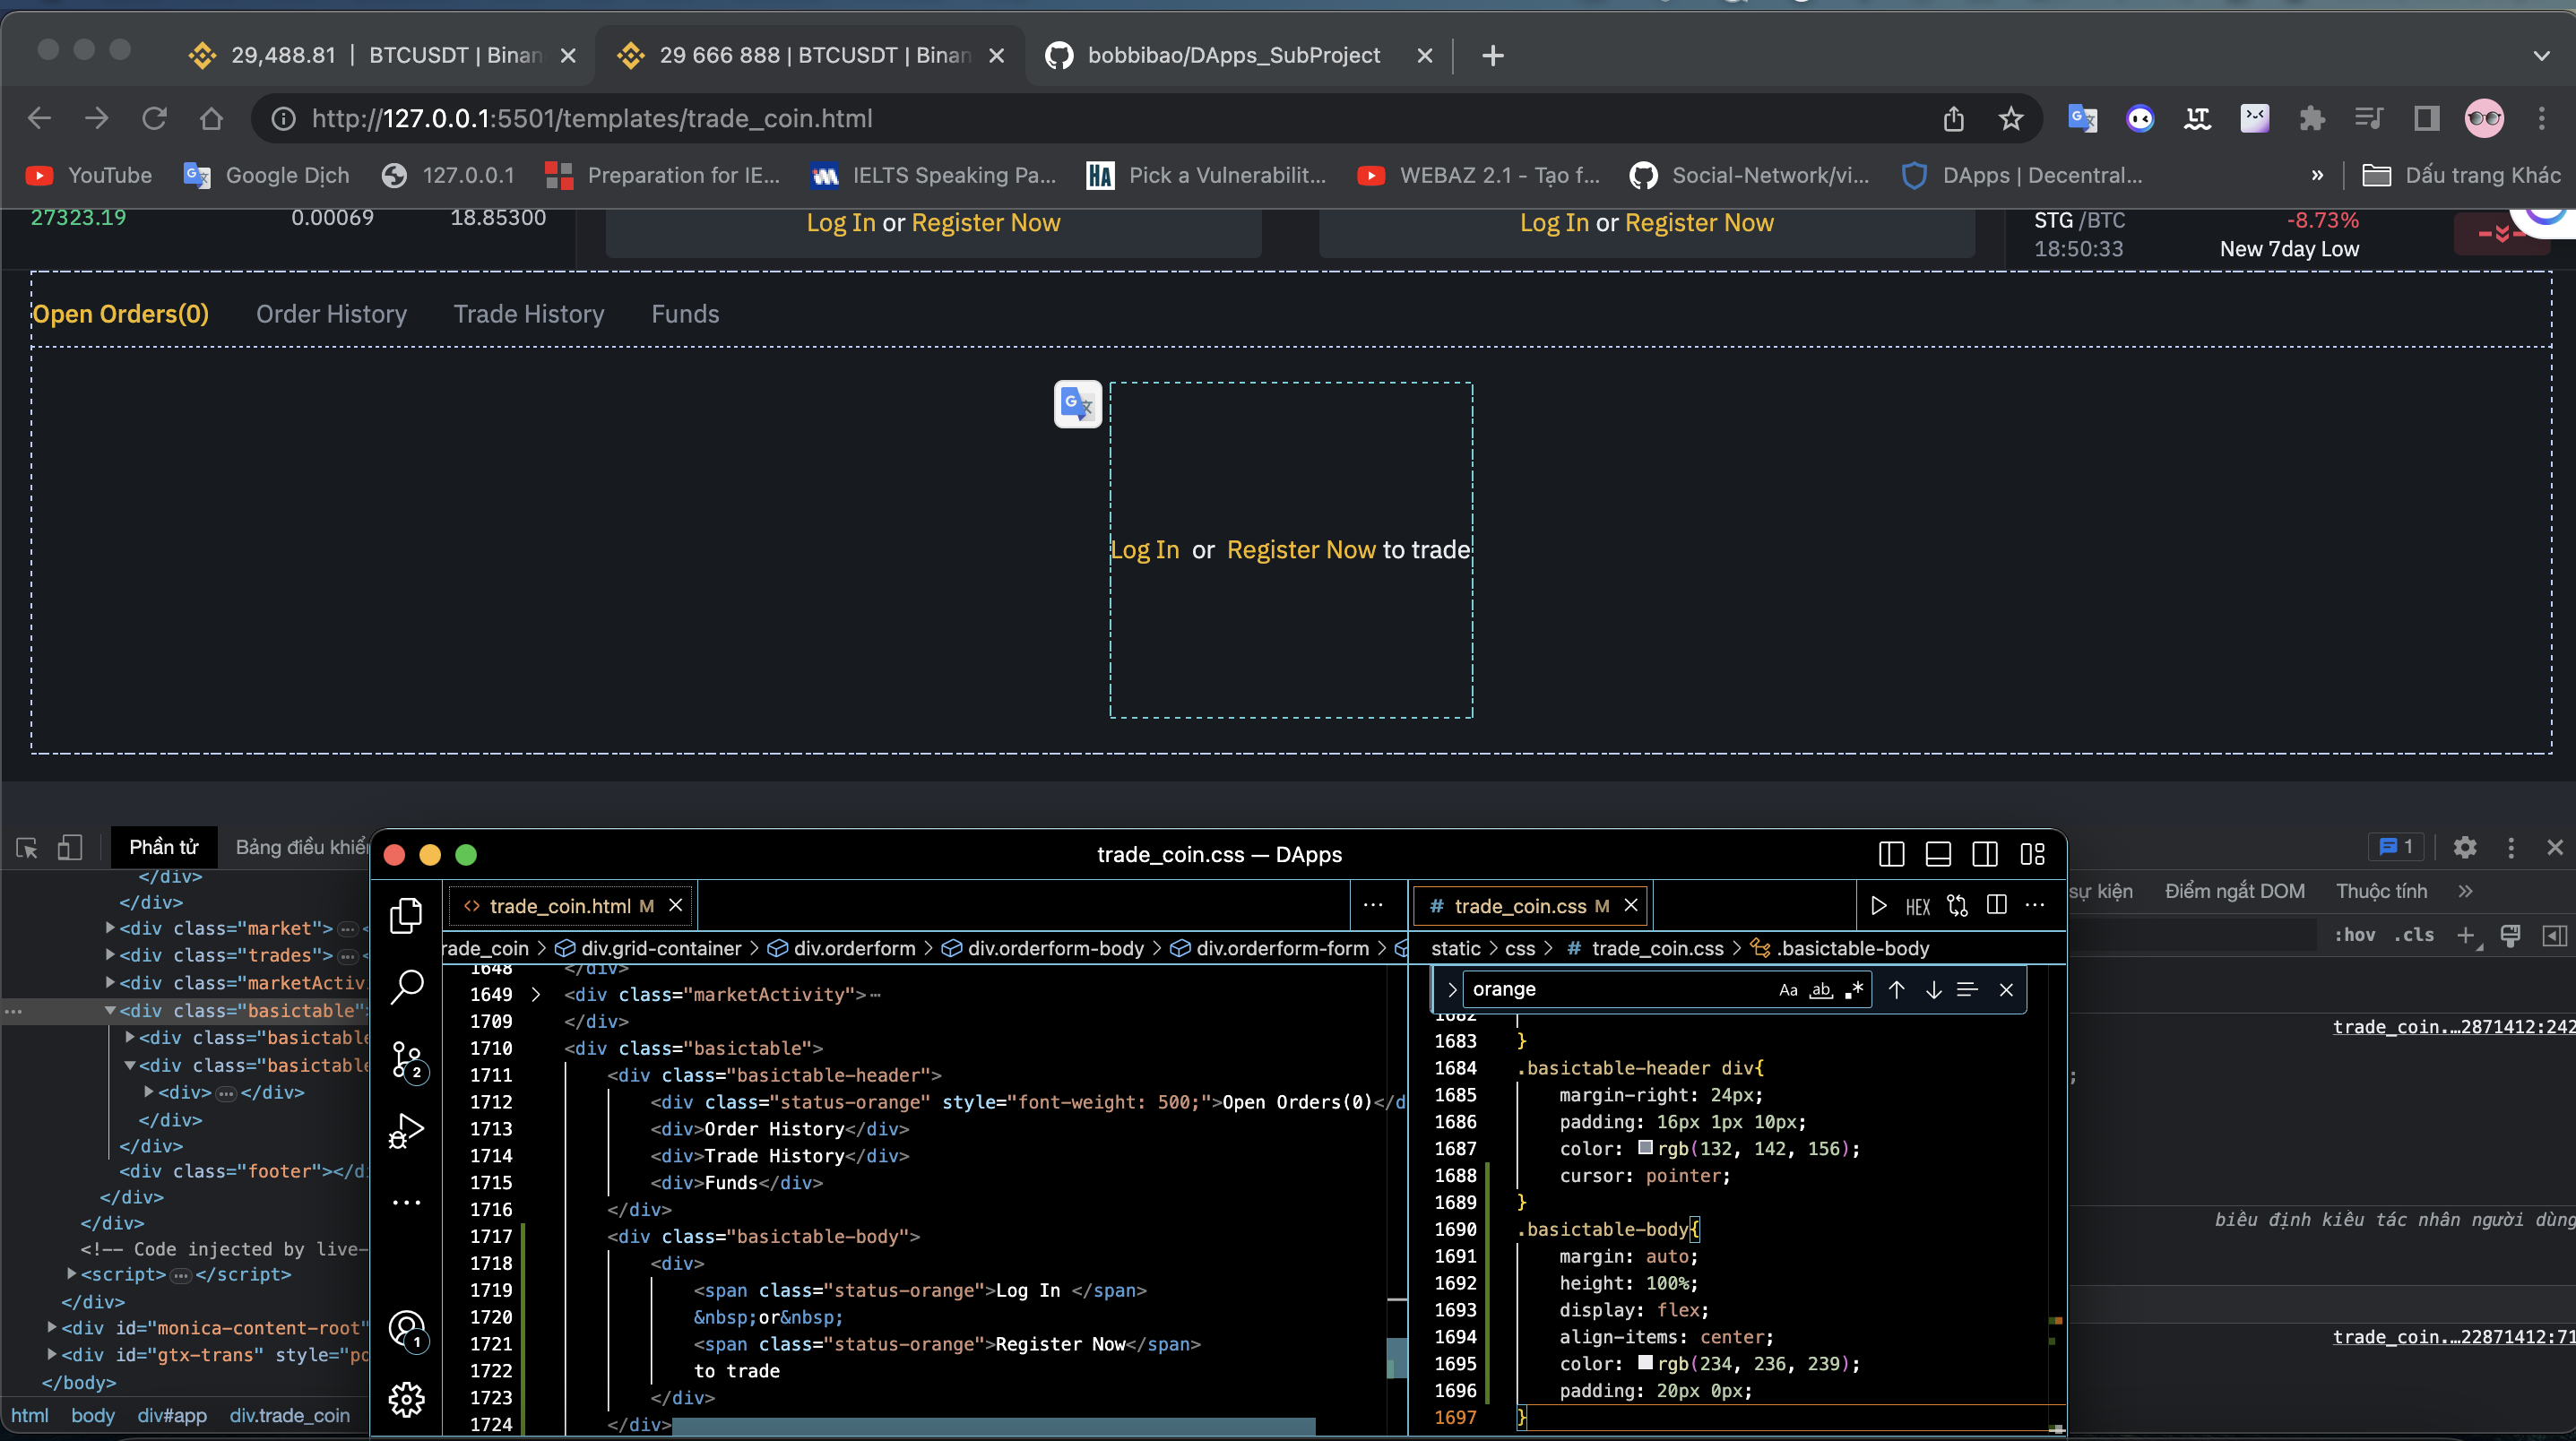 29,488.81 | BTCUSDT | Binan
29 666 888 | BTCUSDT | Binan
bobbibao/DApps_SubProject
http://127.0.0.1:5501/templates/trade_coin.html
YouTube
Google Dịch
127.0.0.1
Preparation for IE...
IELTS Speaking Pa...
Pick a Vulnerabilit...
WEBAZ 2.1 - Tạo f...
Social-Network/vi...
DApps | Decentral...
»
Dấu trang Khác
27323.19 0.00069 18.85300
Log In or Register Now
Log In or Register Now
STG /BTC -8.73%
18:50:33 New 7day Low
Open Orders(0) Order History Trade History Funds
Log In or Register Now to trade
Phần tử
Bảng điều khiển
1
sự kiện
Điểm ngắt DOM
Thuộc tính
»
:hov .cls
trade_coin.…2871412:242
;
biểu định kiểu tác nhân người dùng
trade_coin.…22871412:71
</div>
</div>
<div class="market">
<div class="trades">
<div class="marketActiv
<div class="basictable"
<div class="basictable
<div class="basictable
<div> </div>
</div>
</div>
<div class="footer"></d
</div>
</div>
<!-- Code injected by live-
<script> </script>
</div>
<div id="monica-content-root"
<div id="gtx-trans" style="po
</body>
html body div#app div.trade_coin
trade_coin.css — DApps
trade_coin.html M
2
1
rade_coin > div.grid-container > div.orderform > div.orderform-body > div.orderform-form >
1648 </div>
1649 <div class="marketActivity">
1709 </div>
1710 <div class="basictable">
1711 <div class="basictable-header">
1712 <div class="status-orange" style="font-weight: 500;">Open Orders(0)</d
1713 <div>Order History</div>
1714 <div>Trade History</div>
1715 <div>Funds</div>
1716 </div>
1717 <div class="basictable-body">
1718 <div>
1719 <span class="status-orange">Log In </span>
1720 &nbsp;or&nbsp;
1721 <span class="status-orange">Register Now</span>
1722 to trade
1723 </div>
1724 </div>
# trade_coin.css M
HEX
static > css > # trade_coin.css > .basictable-body
orange
Aa ab .*
1682
1683 }
1684 .basictable-header div{
1685 margin-right: 24px;
1686 padding: 16px 1px 10px;
1687 color: rgb(132, 142, 156);
1688 cursor: pointer;
1689 }
1690 .basictable-body{
1691 margin: auto;
1692 height: 100%;
1693 display: flex;
1694 align-items: center;
1695 color: rgb(234, 236, 239);
1696 padding: 20px 0px;
1697 }